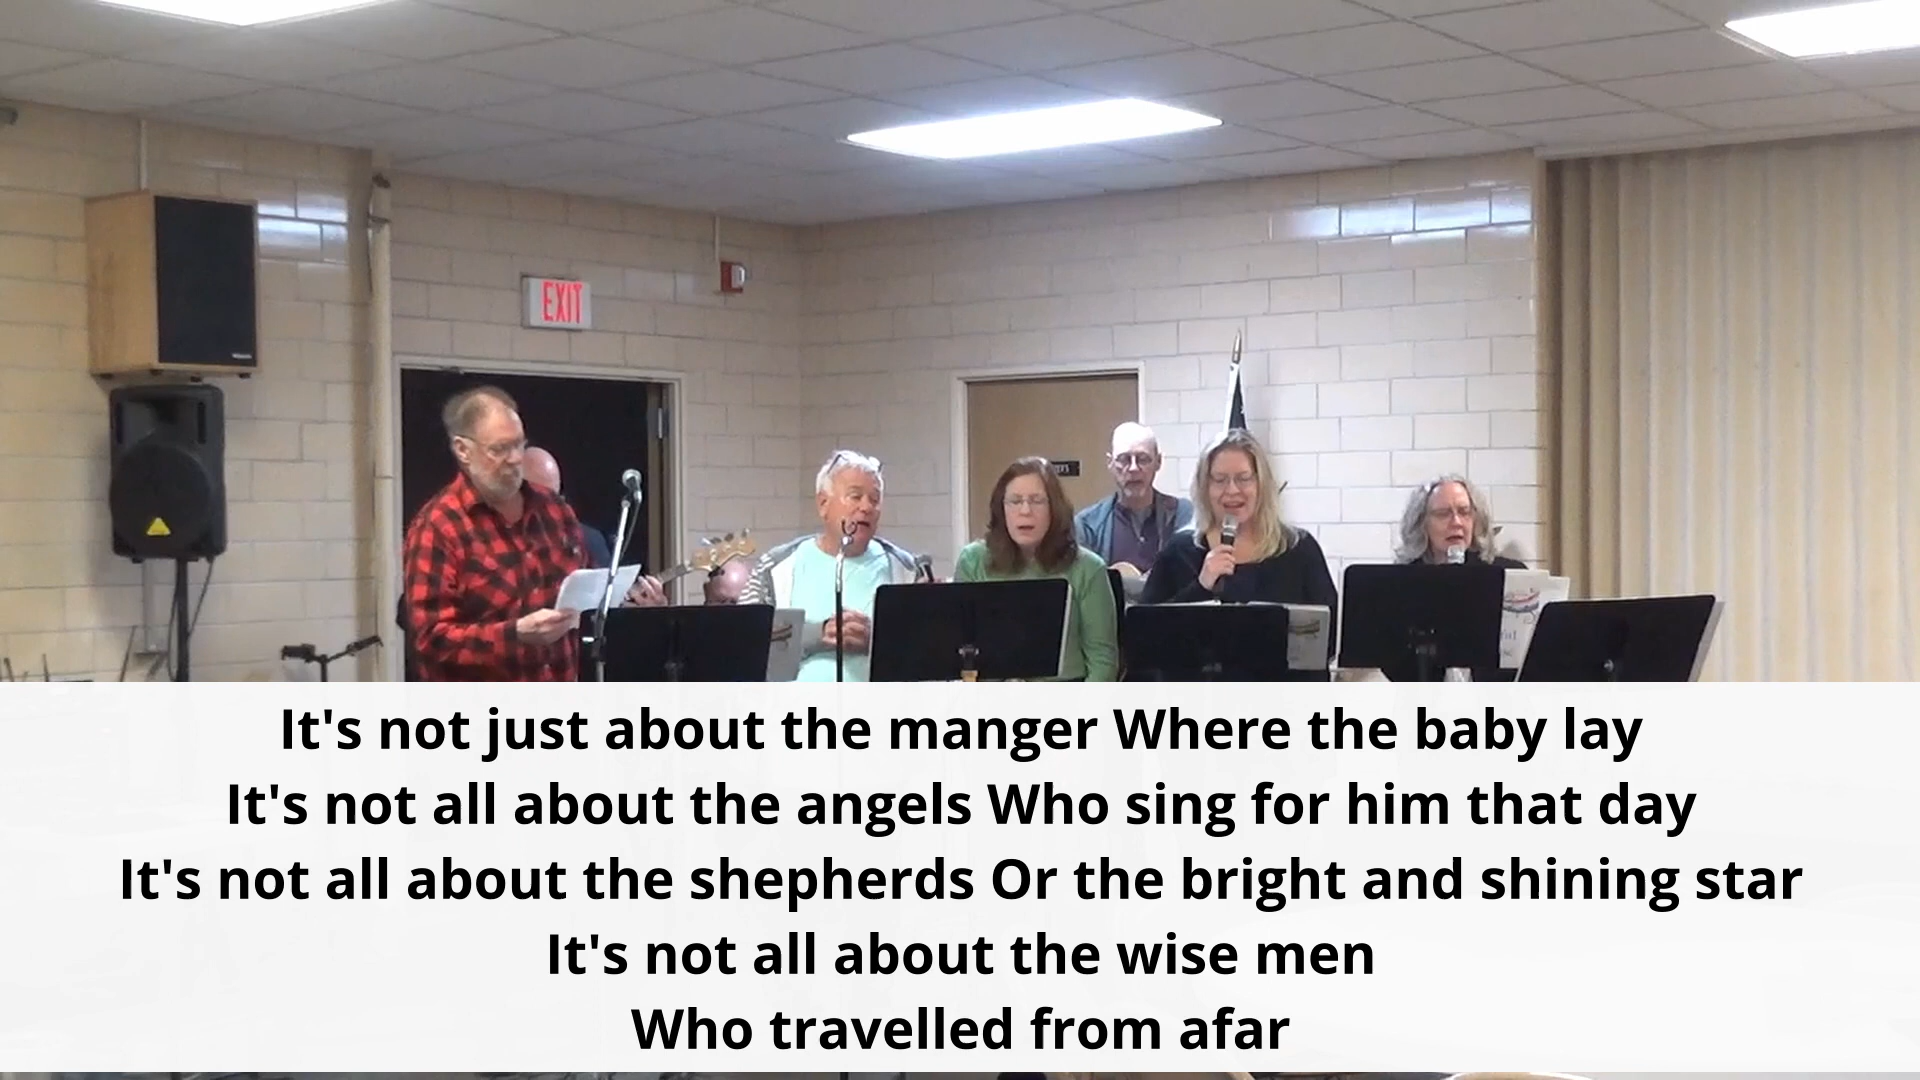 EXIT
It's not just about the manger Where the baby lay
It's not all about the angels Who sing for him that day
It's not all about the shepherds Or the bright and shining star
It's not all about the wise men
Who travelled from afar